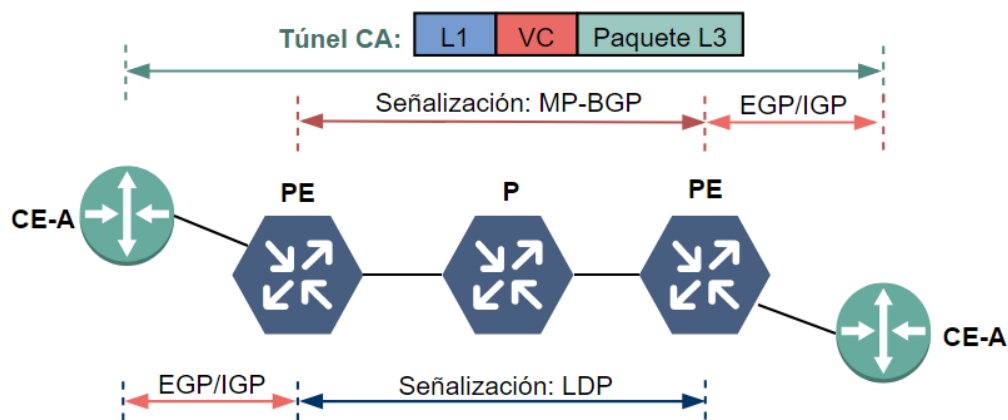 Túnel CA: L1 VC Paquete L3
Señalización: MP-BGP EGP/IGP
PE P PE
CE-A
CE-A
EGP/IGP Señalización: LDP